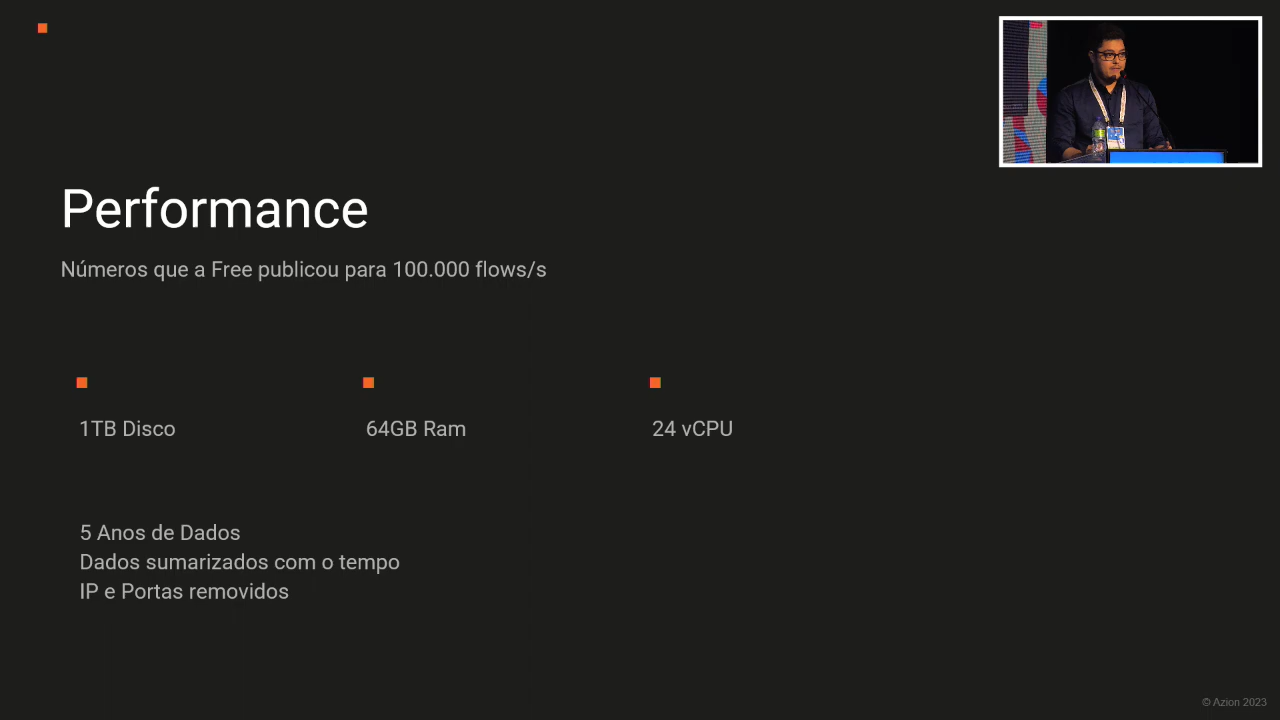 Performance
Números que a Free publicou para 100.000 flows/s
1TB Disco
64GB Ram
24 vCPU
5 Anos de Dados
Dados sumarizados com o tempo
IP e Portas removidos
© Azion 2023